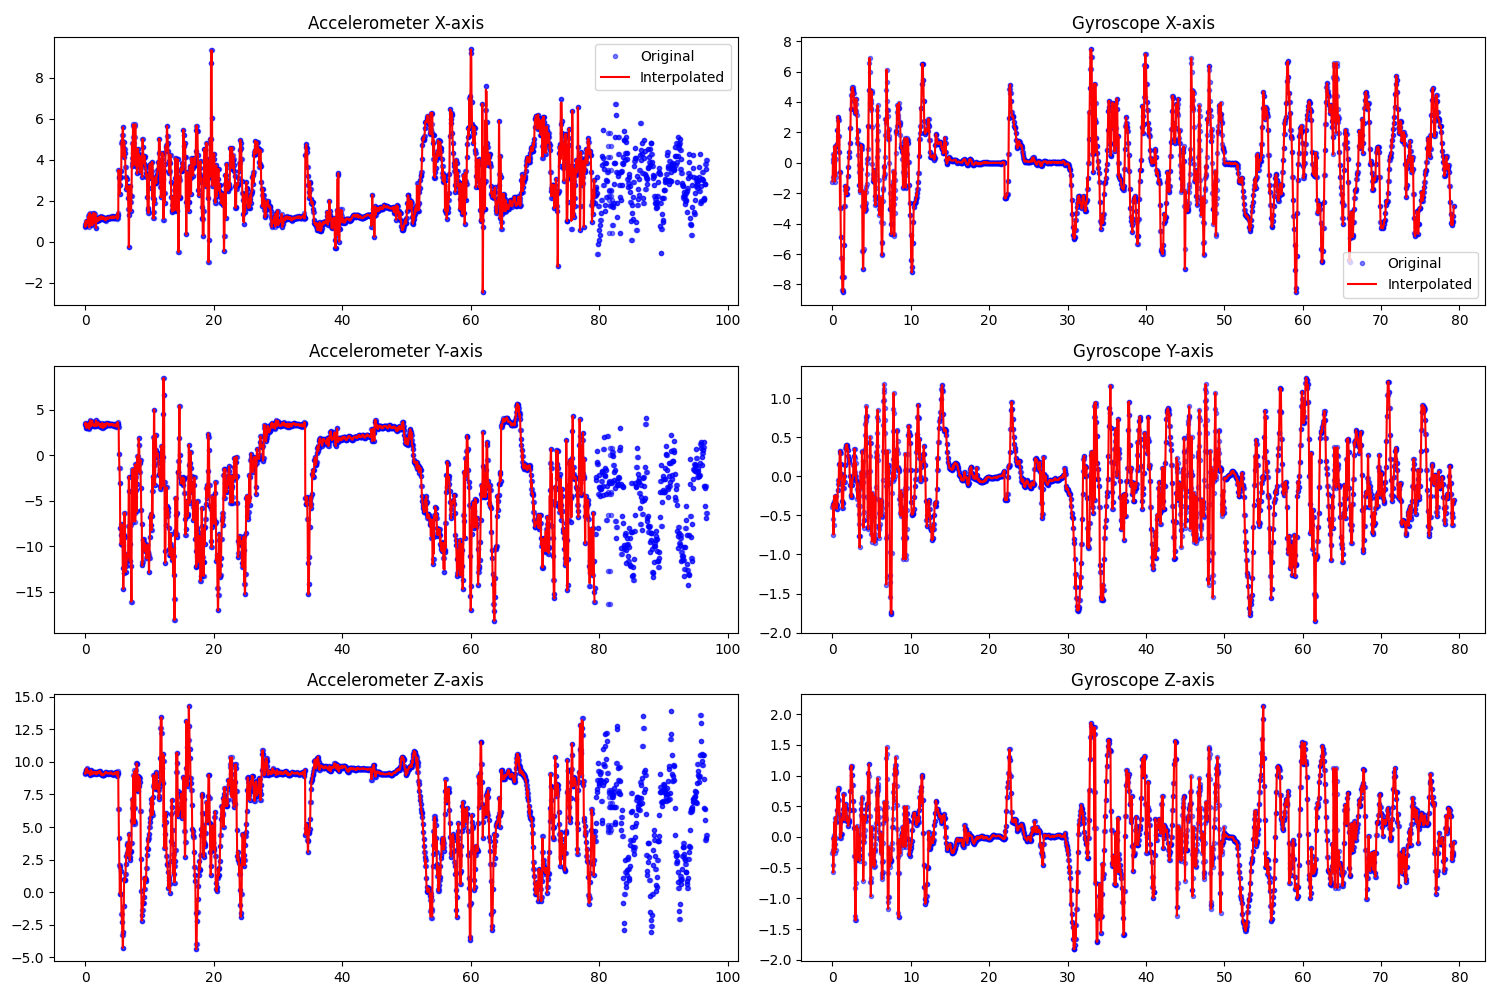 Accelerometer X-axis
Original
Interpolated
8
6
4
2
0
−2
0 20 40 60 80 100
Gyroscope X-axis
8
6
4
2
0
−2
−4
−6
−8
Original
Interpolated
0 10 20 30 40 50 60 70 80
Accelerometer Y-axis
5
0
−5
−10
−15
0 20 40 60 80 100
Gyroscope Y-axis
1.0
0.5
0.0
−0.5
−1.0
−1.5
−2.0
0 10 20 30 40 50 60 70 80
Accelerometer Z-axis
15.0
12.5
10.0
7.5
5.0
2.5
0.0
−2.5
−5.0
0 20 40 60 80 100
Gyroscope Z-axis
2.0
1.5
1.0
0.5
0.0
−0.5
−1.0
−1.5
−2.0
0 10 20 30 40 50 60 70 80